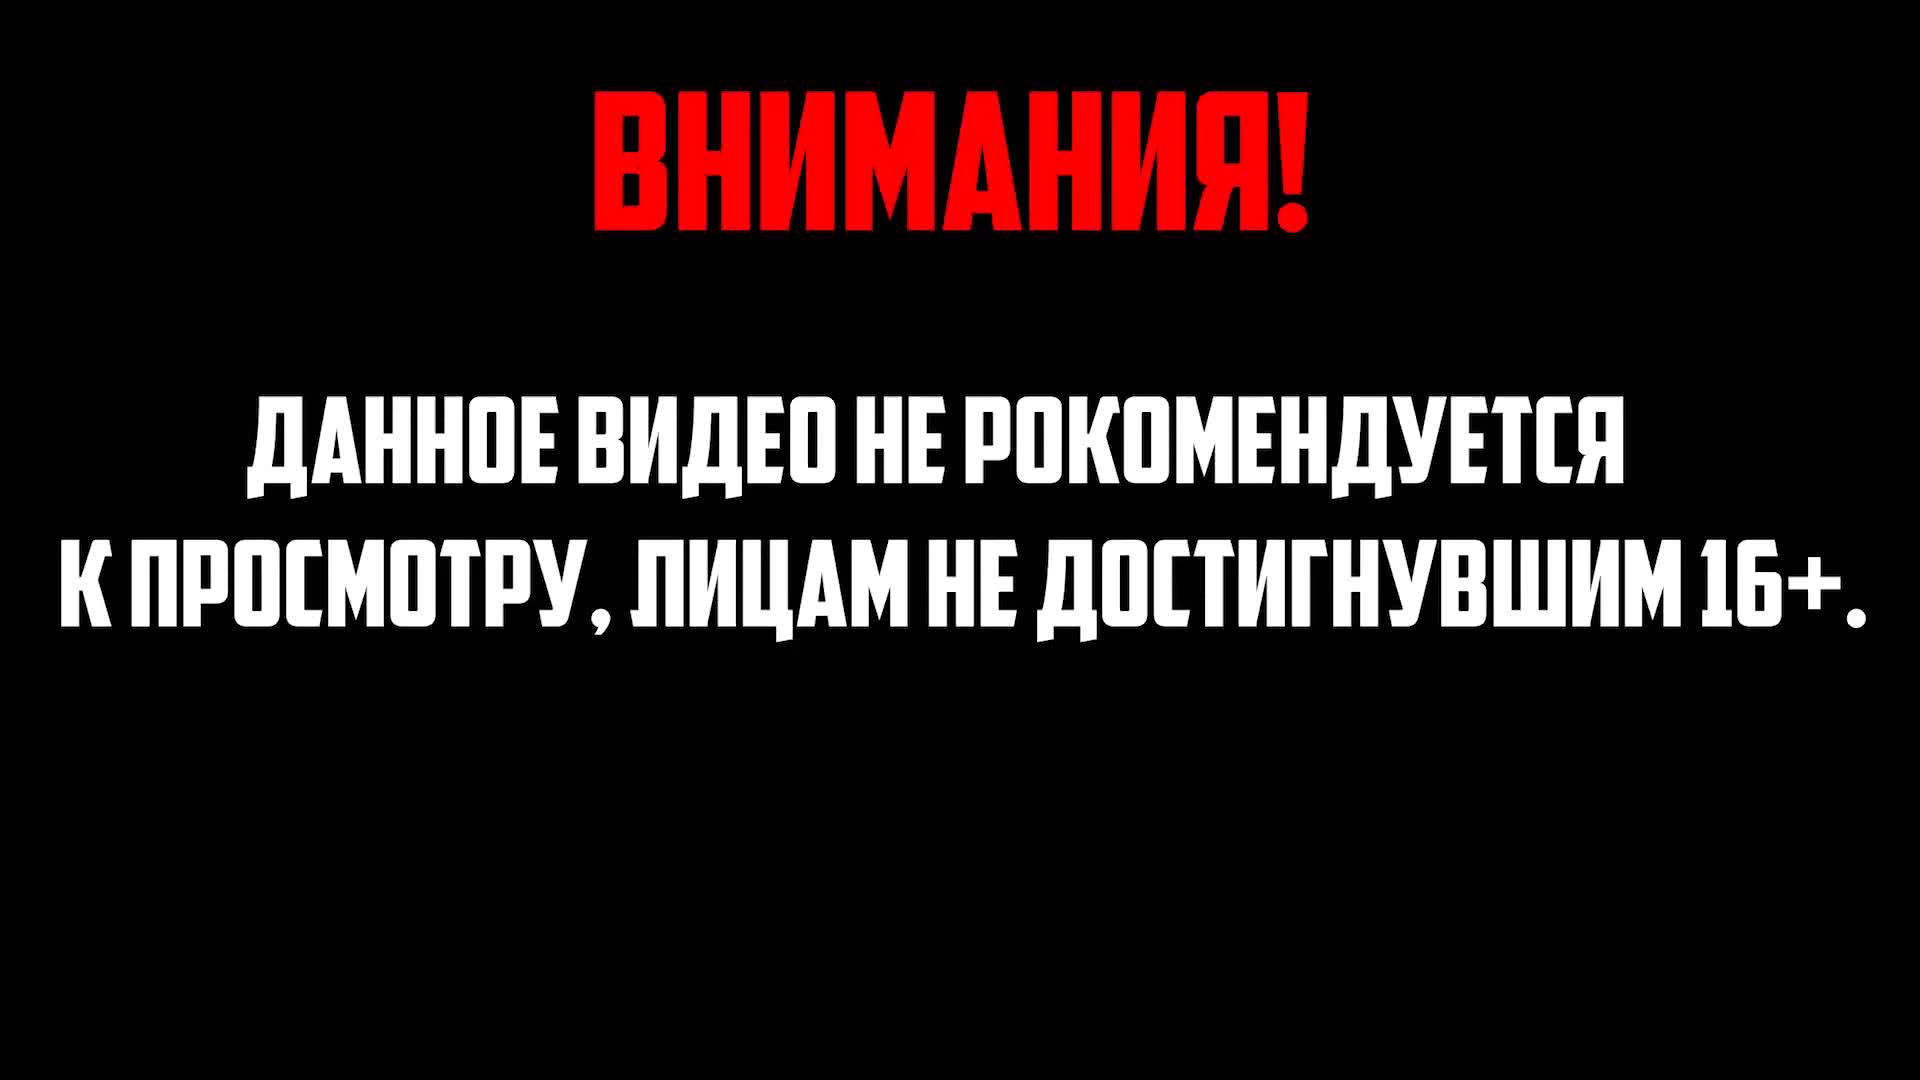 ВНИМАНИЯ!
ДАННОЕ ВИДЕО НЕ РОКОМЕНДУЕТСЯ
К ПРОСМОТРУ, ЛИЦАМ НЕ ДОСТИГНУВШИМ 16+.